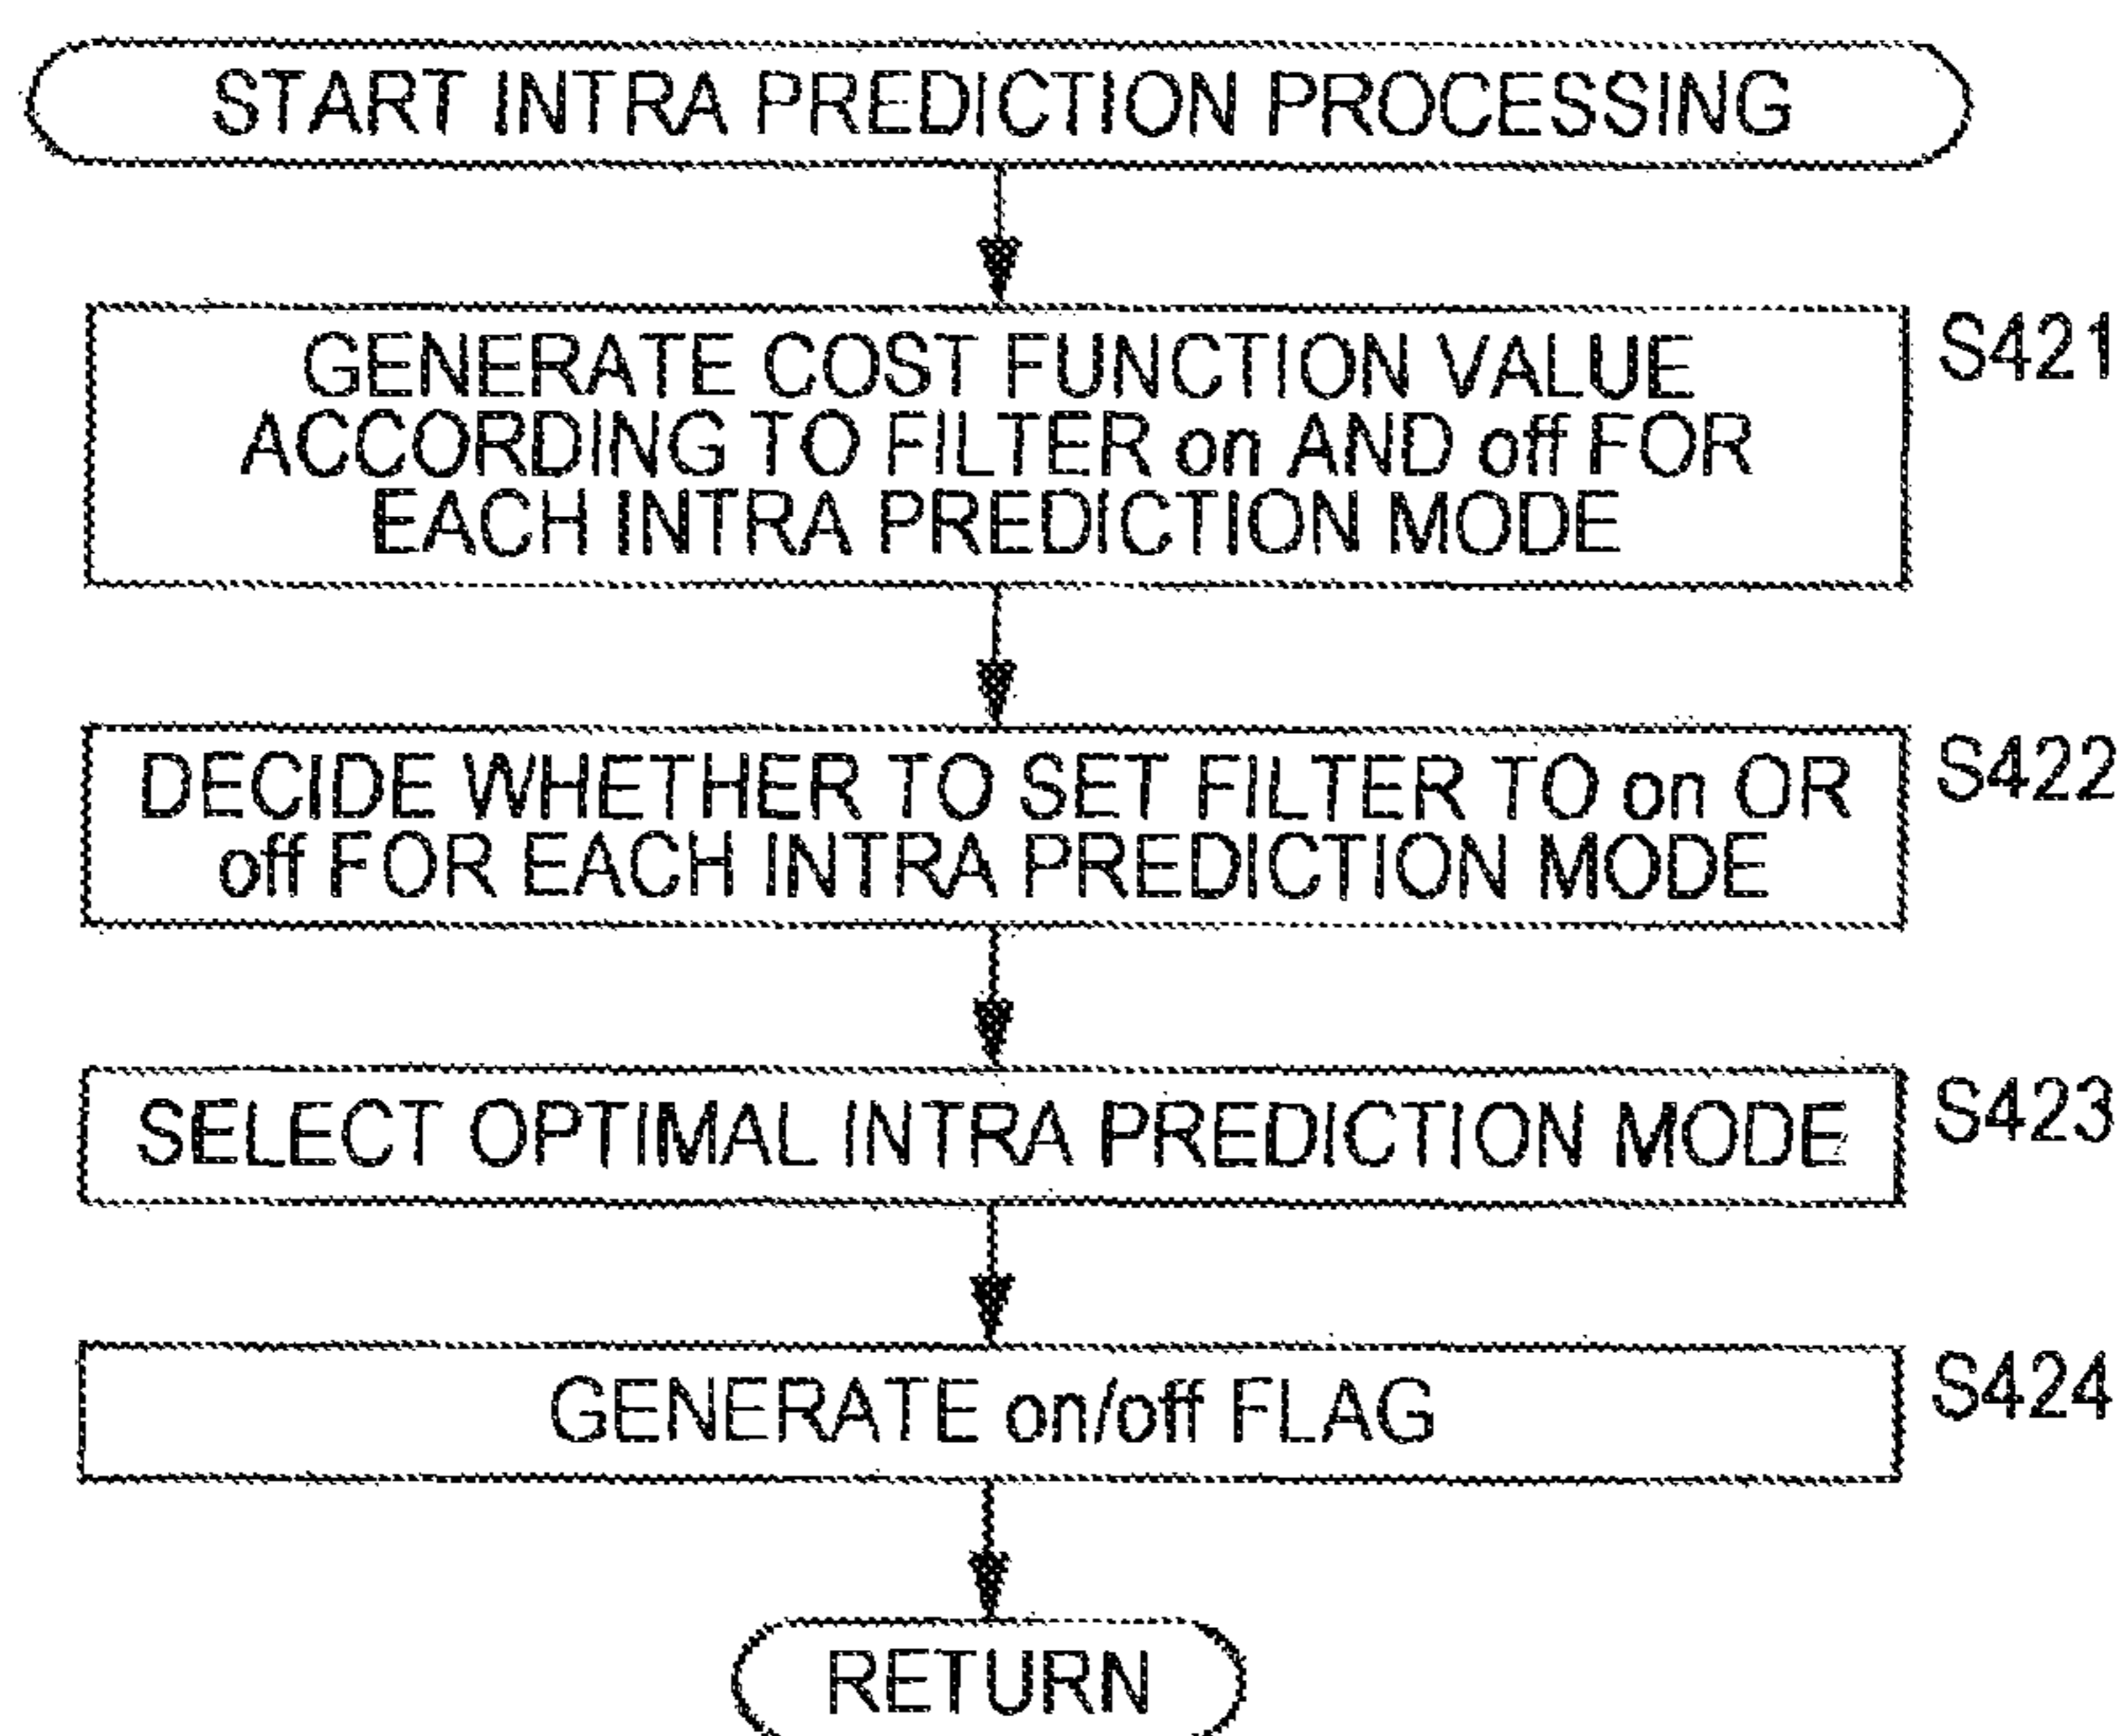 START INTRA PREDICTION PROCESSING
GENERATE COST FUNCTION VALUE
ACCORDING TO FILTER on AND off FOR
EACH INTRA PREDICTION MODE
S421
DECIDE WHETHER TO SET FILTER TO on OR
off FOR EACH INTRA PREDICTION MODE
S422
SELECT OPTIMAL INTRA PREDICTION MODE
S423
GENERATE on/off FLAG
S424
RETURN